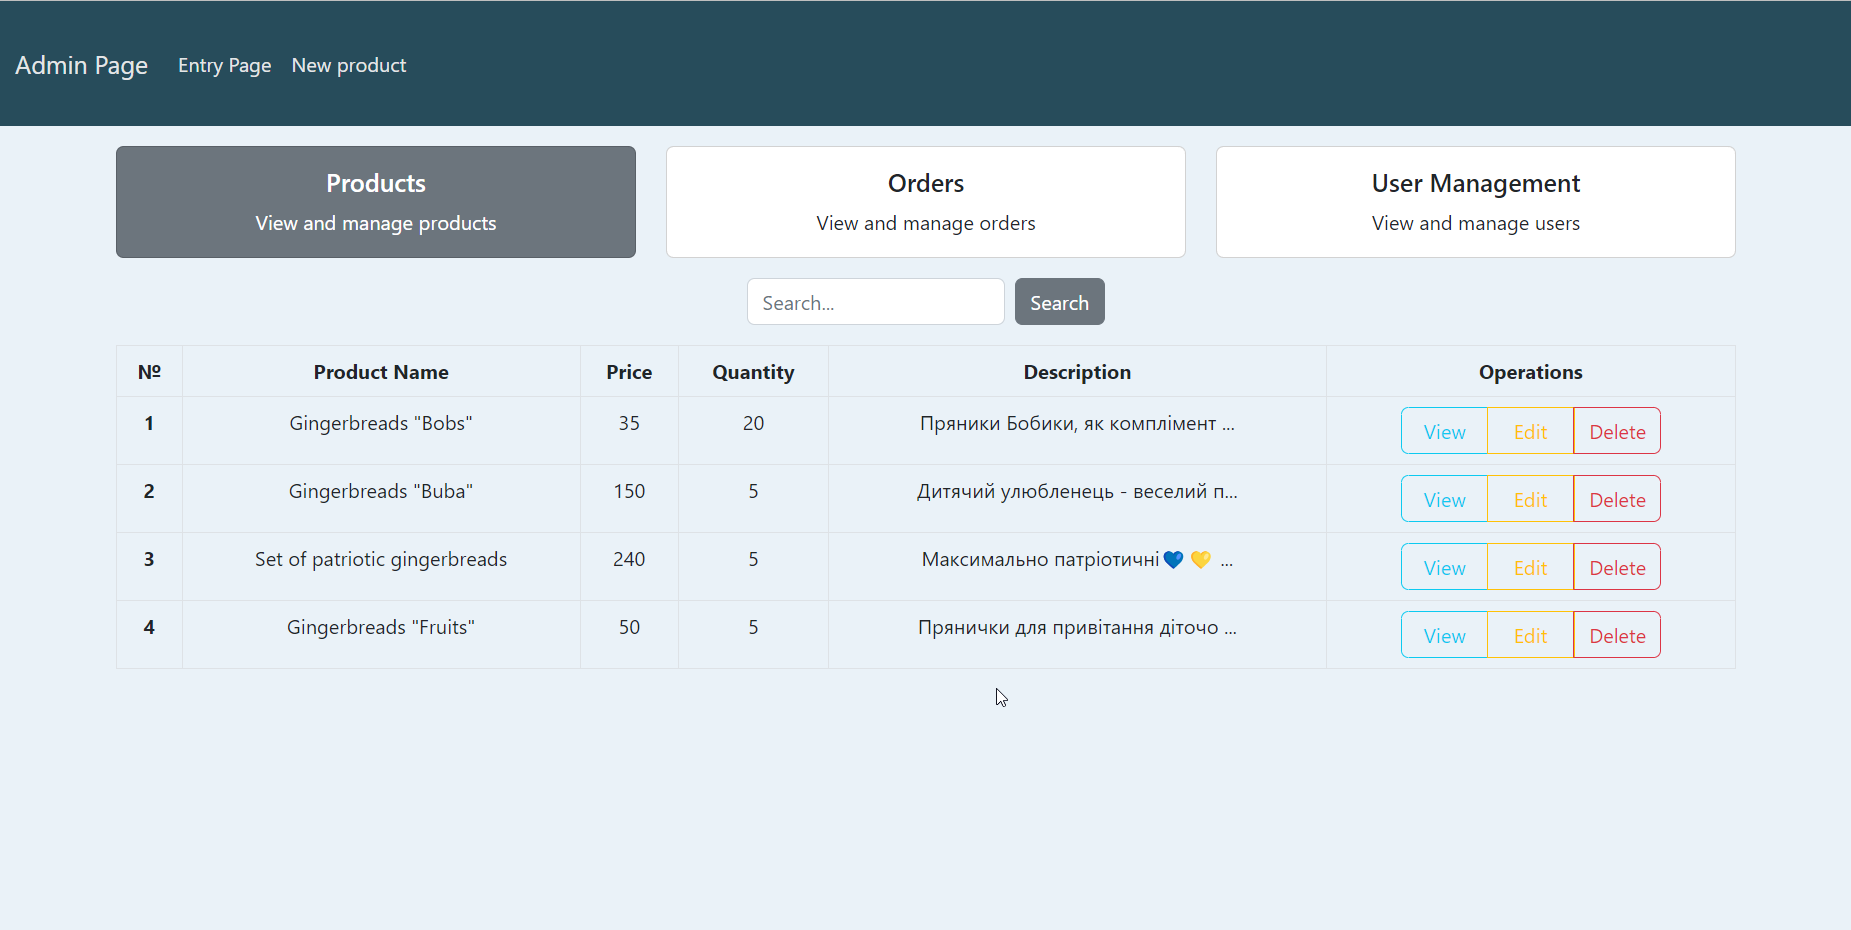 Admin Page Entry Page New product
Products Orders User Management
View and manage products View and manage orders View and manage users
Search... Search
№ Product Name Price Quantity Description Operations
1 Gingerbreads "Bobs" 35 20 Пряники Бобики, як комплімент ... View Edit Delete
2 Gingerbreads "Buba" 150 5 Дитячий улюбленець - веселий п... View Edit Delete
3 Set of patriotic gingerbreads 240 5 Максимально патріотичні💙💛 ... View Edit Delete
4 Gingerbreads "Fruits" 50 5 Прянички для привітання діточо ... View Edit Delete